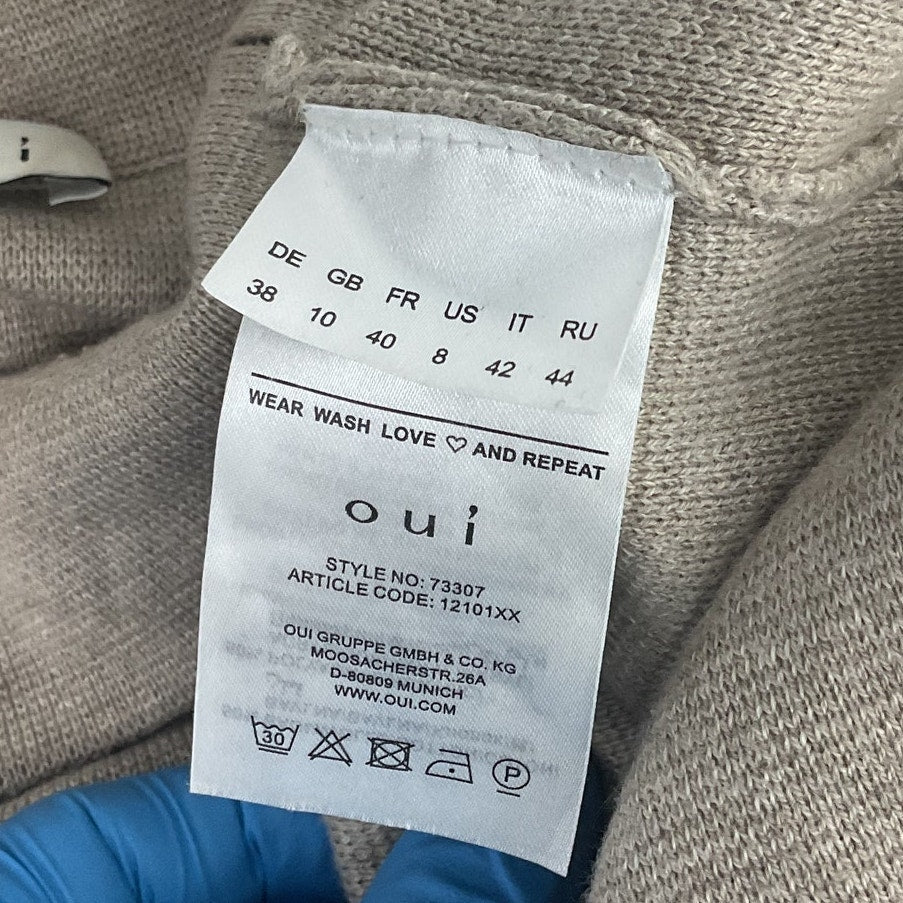 DE GB FR US IT RU
38 10 40 8 42 44
WEAR WASH LOVE ♡ AND REPEAT
oui
STYLE NO: 73307
ARTICLE CODE: 12101XX
OUI GRUPPE GMBH & CO. KG
MOOSACHERSTR.26A
D-80809 MUNICH
WWW.OUI.COM
30 P